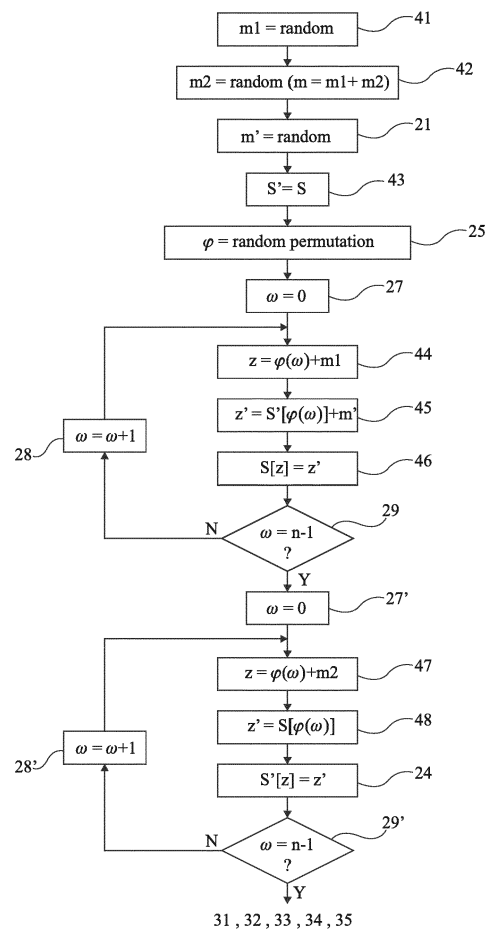 m1 = random
41
m2 = random (m = m1+ m2)
42
m’ = random
21
S’= S
43
φ = random permutation
25
ω = 0
27
z = φ(ω)+m1
44
z’ = S’[φ(ω)]+m’
45
ω = ω+1
28
S[z] = z’
46
ω = n-1
?
29
N
Y
ω = 0
27’
z = φ(ω)+m2
47
z’ = S[φ(ω)]
48
ω = ω+1
28’
S’[z] = z’
24
ω = n-1
?
29’
N
Y
31 , 32 , 33 , 34 , 35